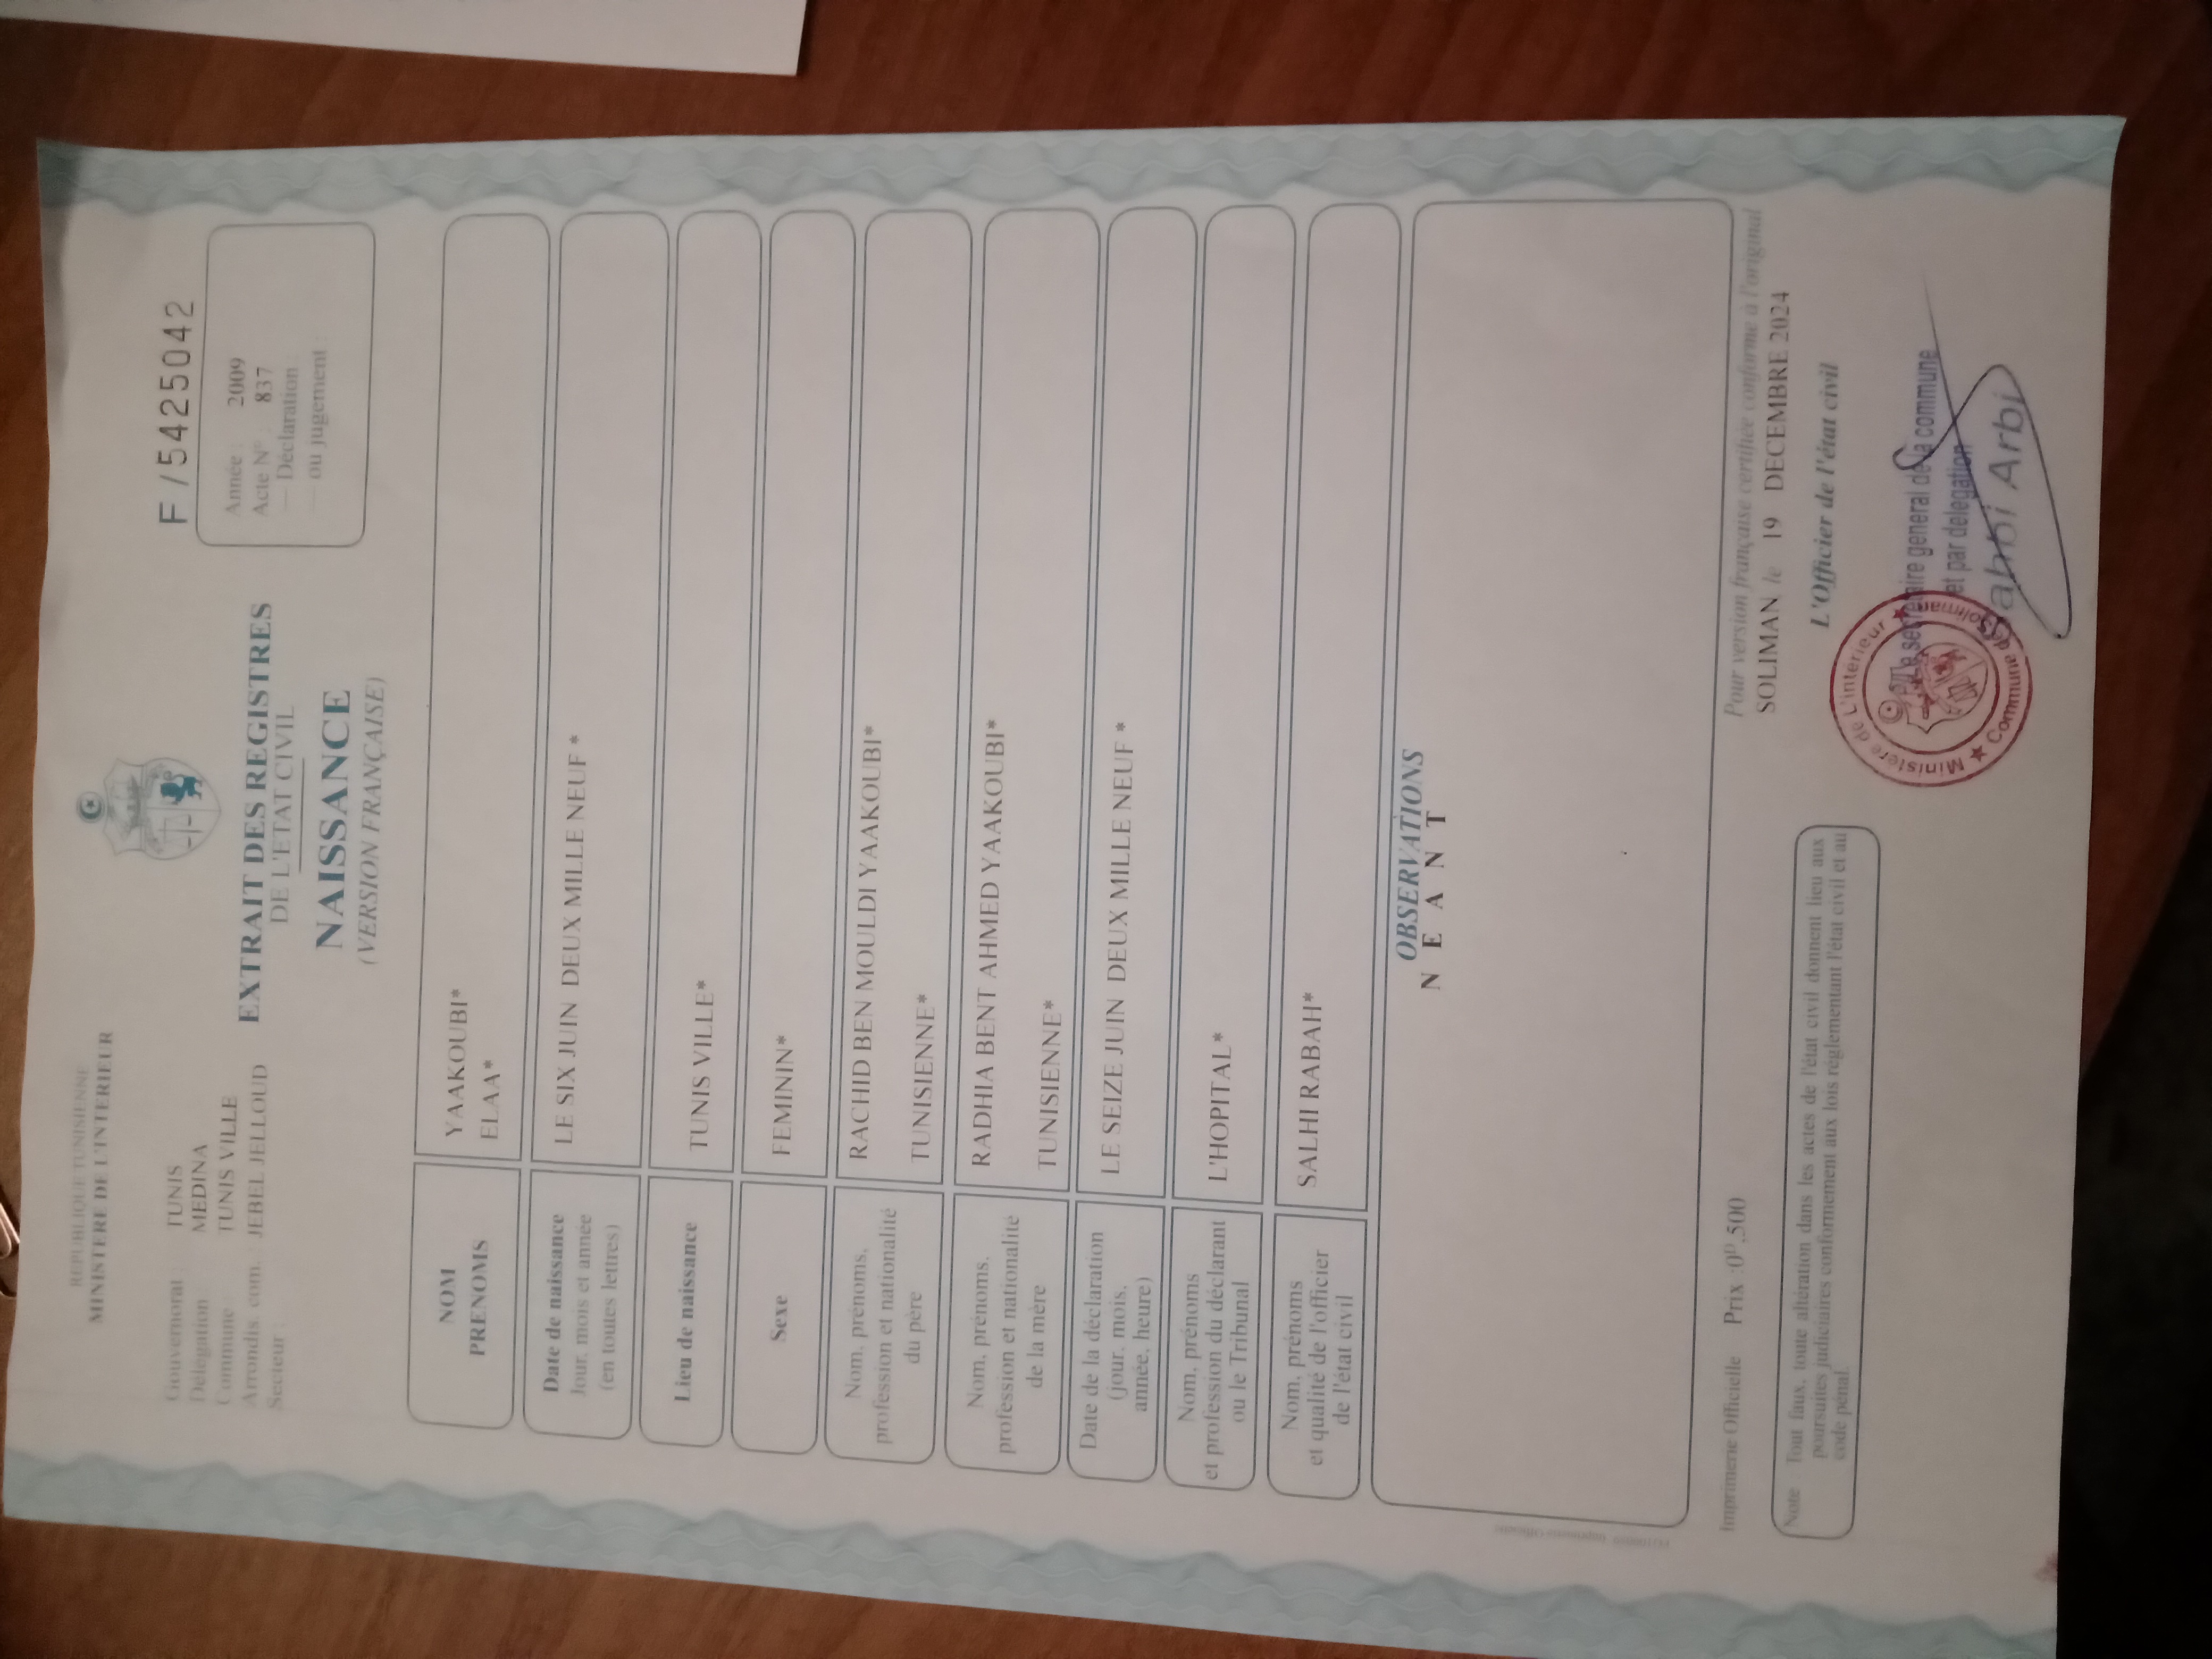 REPUBLIQUE TUNISIENNE
MINISTERE DE L'INTERIEUR
Gouvernorat TUNIS
Délégation MEDINA
Commune TUNIS VILLE
Arrondis. com. JEBEL JELLOUD
Secteur :
F / 5425042
Année : 2009
Acte N° : 837
— Déclaration :
— ou jugement :
EXTRAIT DES REGISTRES
DE L'ETAT CIVIL
NAISSANCE
(VERSION FRANÇAISE)
NOM YAAKOUBI*
PRENOMS ELAA*
Date de naissance LE SIX JUIN DEUX MILLE NEUF *
Jour, mois et année
(en toutes lettres)
Lieu de naissance TUNIS VILLE*
Sexe FEMININ*
Nom, prénoms, RACHID BEN MOULDI YAAKOUBI*
profession et nationalité
du père TUNISIENNE*
Nom, prénoms. RADHIA BENT AHMED YAAKOUBI*
profession et nationalité
de la mère TUNISIENNE*
Date de la déclaration LE SEIZE JUIN DEUX MILLE NEUF *
(jour. mois.
année, heure)
Nom, prénoms L'HOPITAL*
et profession du déclarant
ou le Tribunal
Nom, prénoms SALHI RABAH*
et qualité de l'officier
de l'état civil
OBSERVATIONS
N E A N T
Imprimerie Officielle Prix : 0D,500
Pour version française certifiée conforme à l'original
SOLIMAN, le 19 DECEMBRE 2024
L'Officier de l'état civil
Note : Tout faux, toute altération dans les actes de l'état civil donnent lieu aux
poursuites judiciaires conformement aux lois réglementant l'état civil et au
code pénal.
Ministere de L'interieur
Commune de Soliman
P/Le secretaire general de la commune
et par delegation
Arbi